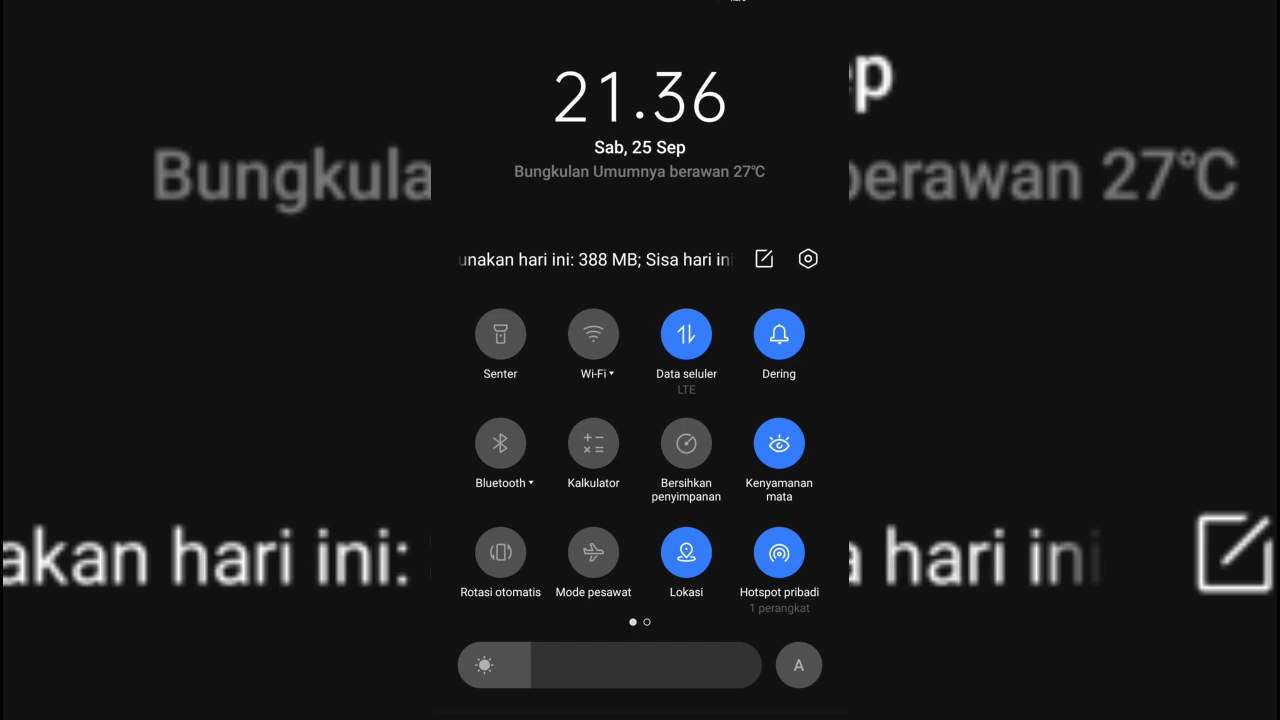 21.36
Sab, 25 Sep
Bungkulan Umumnya berawan 27℃
unakan hari ini: 388 MB; Sisa hari ini
Senter
Wi-Fi
Data seluler
LTE
Dering
Bluetooth
Kalkulator
Bersihkan
penyimpanan
Kenyamanan
mata
Rotasi otomatis
Mode pesawat
Lokasi
Hotspot pribadi
1 perangkat
A
ep
Bungkula
berawan 27℃
akan hari ini:
a hari ini